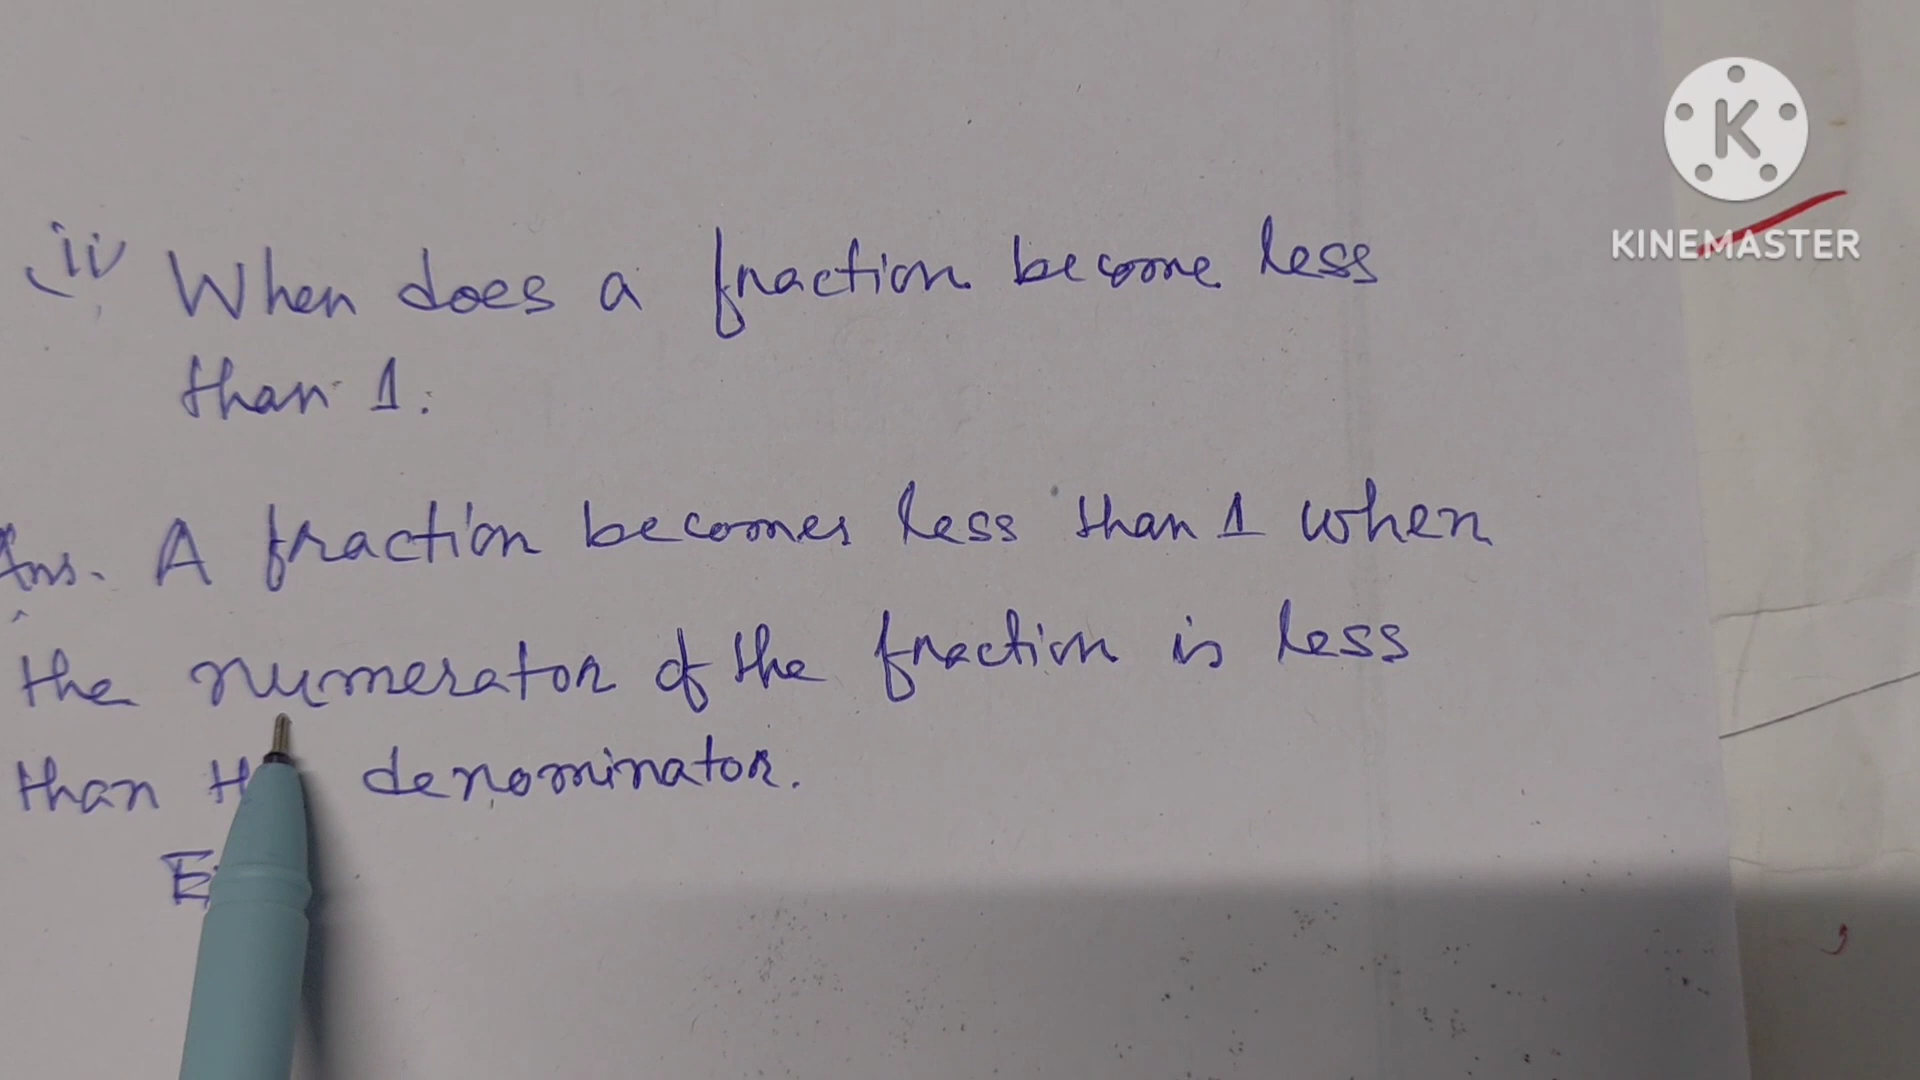 (ii) When does a fraction become less
than 1.
Ans. A fraction becomes less than 1 when
the numerator of the fraction is less
than denominator.
KINEMASTER